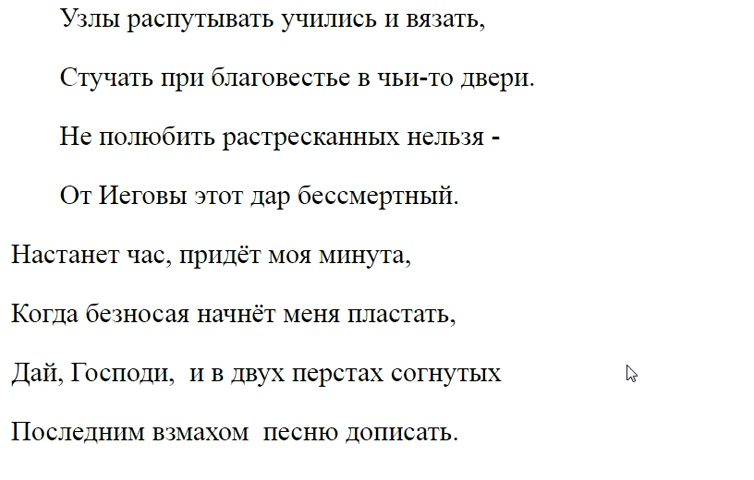 Узлы распутывать учились и вязать,
Стучать при благовестье в чьи-то двери.
Не полюбить растресканных нельзя -
От Иеговы этот дар бессмертный.
Настанет час, придёт моя минута,
Когда безносая начнёт меня пластать,
Дай, Господи,  и в двух перстах согнутых
Последним взмахом  песню дописать.